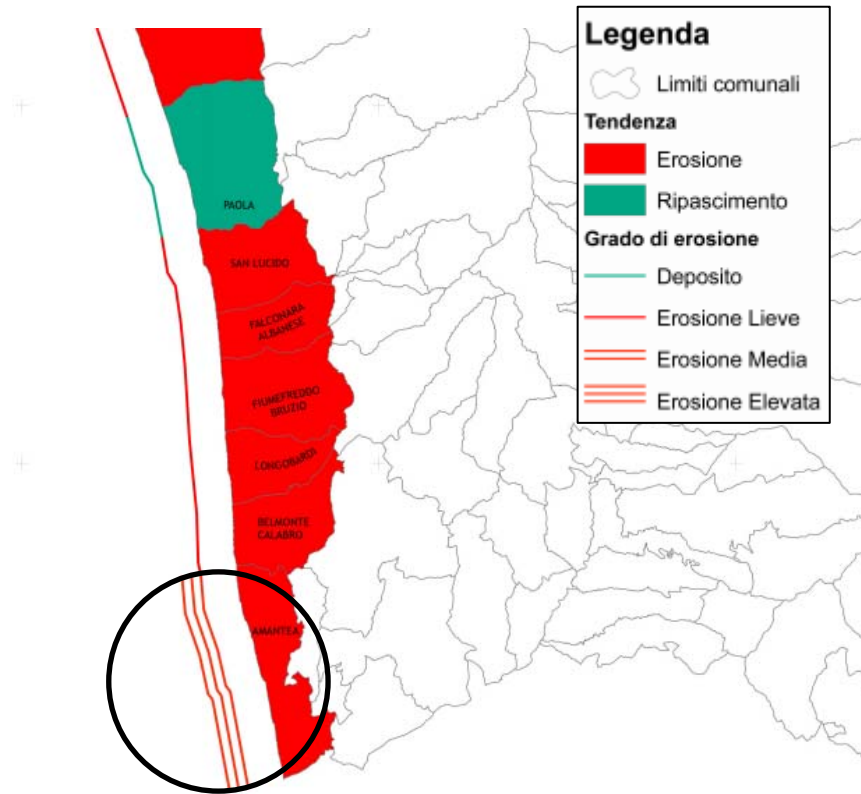 Legenda
Limiti comunali
Tendenza
Erosione
Ripascimento
Grado di erosione
Deposito
Erosione Lieve
Erosione Media
Erosione Elevata
PAOLA
SAN LUCIDO
FALCONARA
ALBANESE
FIUMEFREDDO
BRUZIO
LONGOBARDI
BELMONTE
CALABRO
AMANTEA